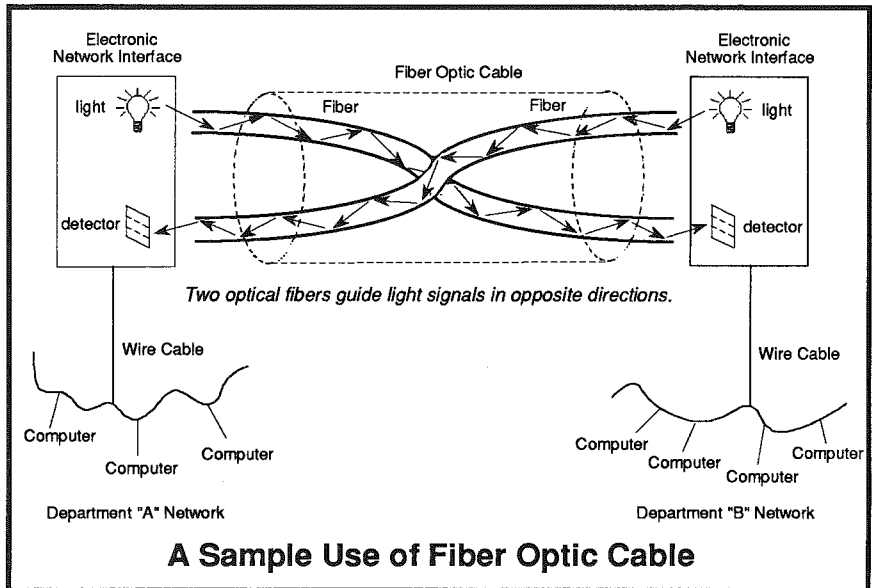 Electronic
Network Interface
Electronic
Network Interface
Fiber Optic Cable
light
Fiber
Fiber
light
detector
detector
Two optical fibers guide light signals in opposite directions.
Wire Cable
Wire Cable
Computer
Computer
Computer
Computer
Computer
Computer
Computer
Department "A" Network
Department "B" Network
A Sample Use of Fiber Optic Cable